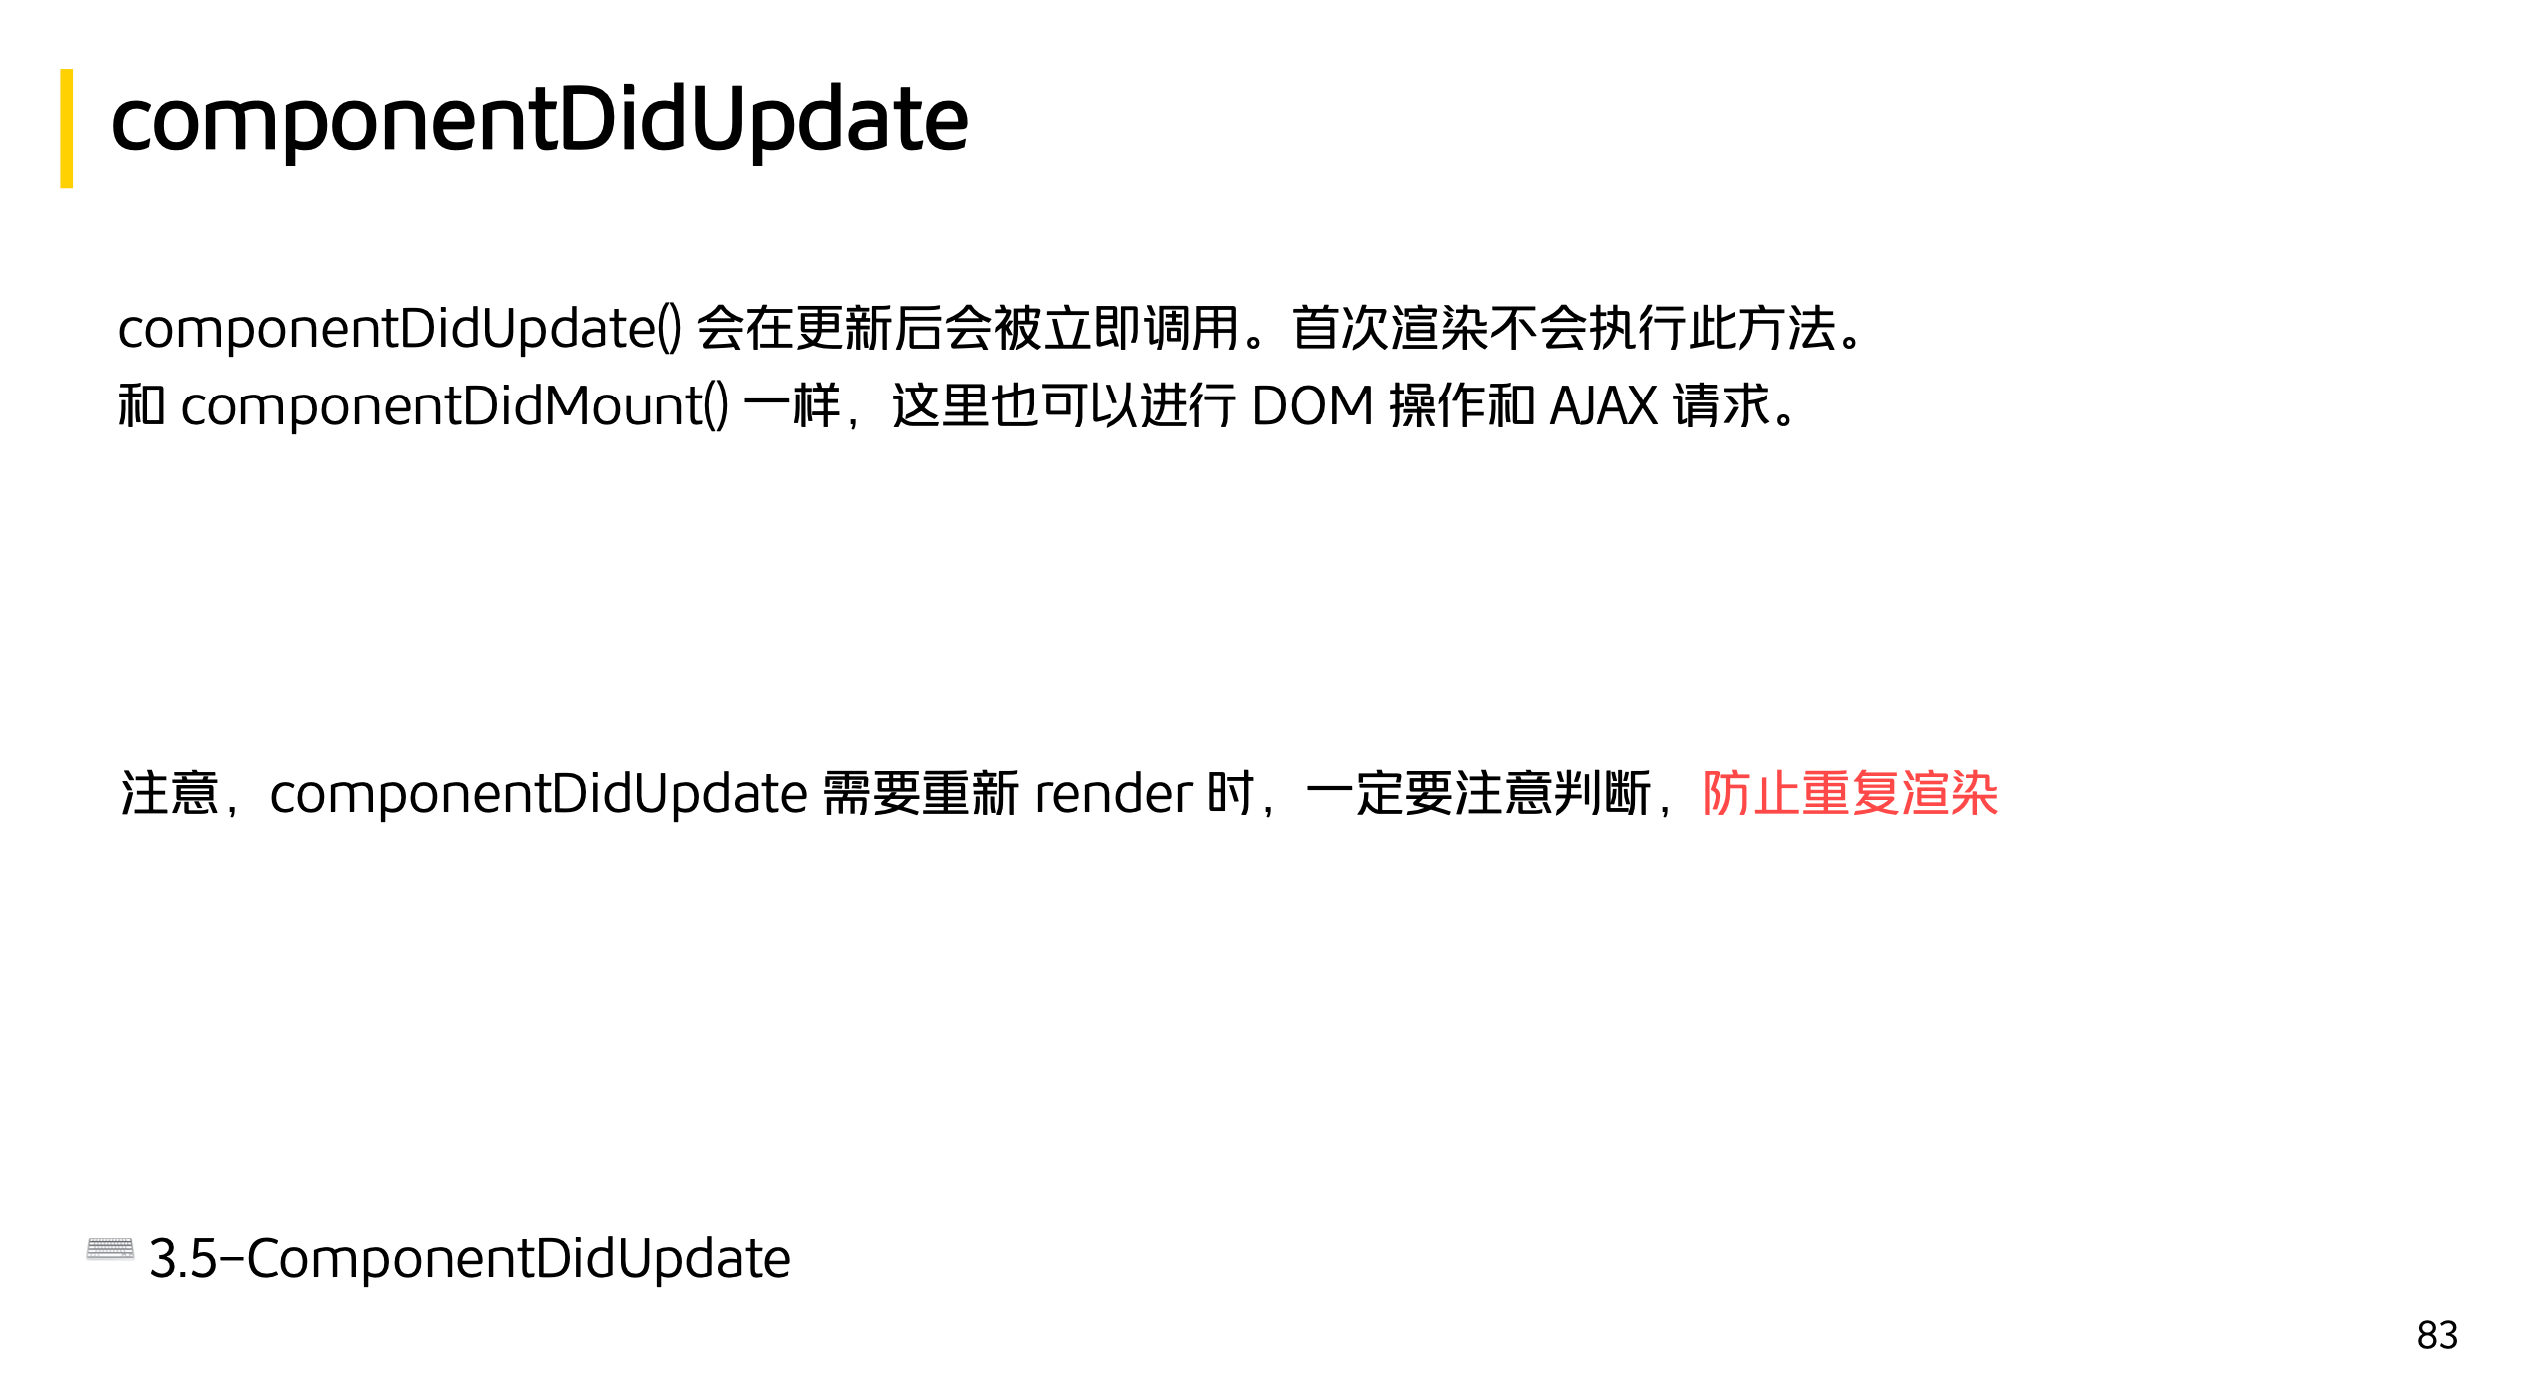 componentDidUpdate
componentDidUpdate() 会在更新后会被立即调用。首次渲染不会执行此方法。
和 componentDidMount() 一样，这里也可以进行 DOM 操作和 AJAX 请求。
注意，componentDidUpdate 需要重新 render 时，一定要注意判断，防止重复渲染
3.5-ComponentDidUpdate
83